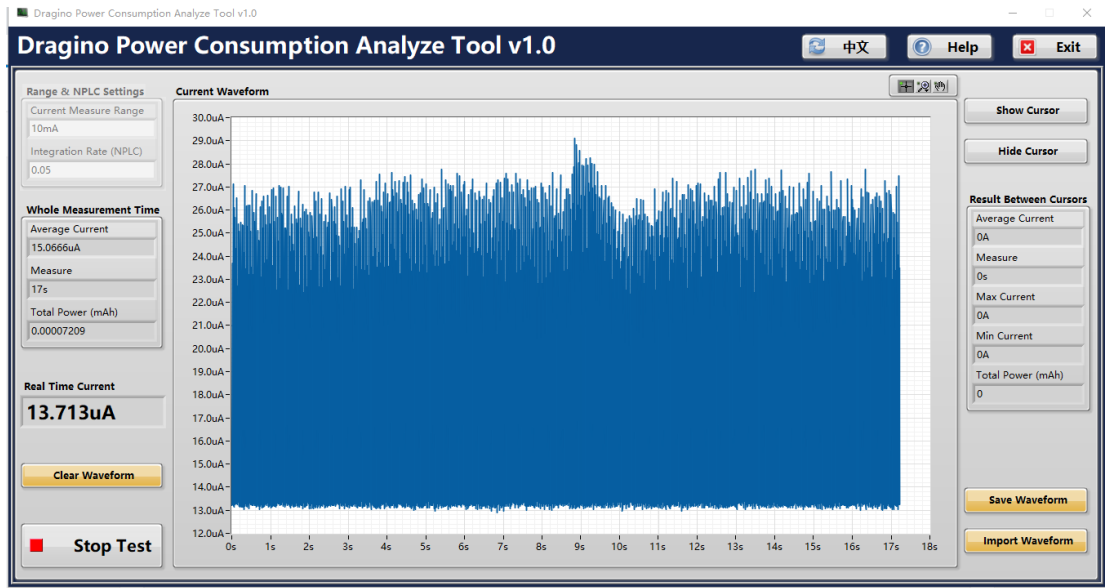 Dragino Power Consumption Analyze Tool v1.0
Dragino Power Consumption Analyze Tool v1.0
中文
Help
Exit
Range & NPLC Settings
Current Measure Range
10mA
Integration Rate (NPLC)
0.05
Whole Measurement Time
Average Current
15.0666uA
Measure
17s
Total Power (mAh)
0.00007209
Real Time Current
13.713uA
Clear Waveform
Stop Test
Current Waveform
30.0uA
29.0uA
28.0uA
27.0uA
26.0uA
25.0uA
24.0uA
23.0uA
22.0uA
21.0uA
20.0uA
19.0uA
18.0uA
17.0uA
16.0uA
15.0uA
14.0uA
13.0uA
12.0uA
0s 1s 2s 3s 4s 5s 6s 7s 8s 9s 10s 11s 12s 13s 14s 15s 16s 17s 18s
Show Cursor
Hide Cursor
Result Between Cursors
Average Current
0A
Measure
0s
Max Current
0A
Min Current
0A
Total Power (mAh)
0
Save Waveform
Import Waveform